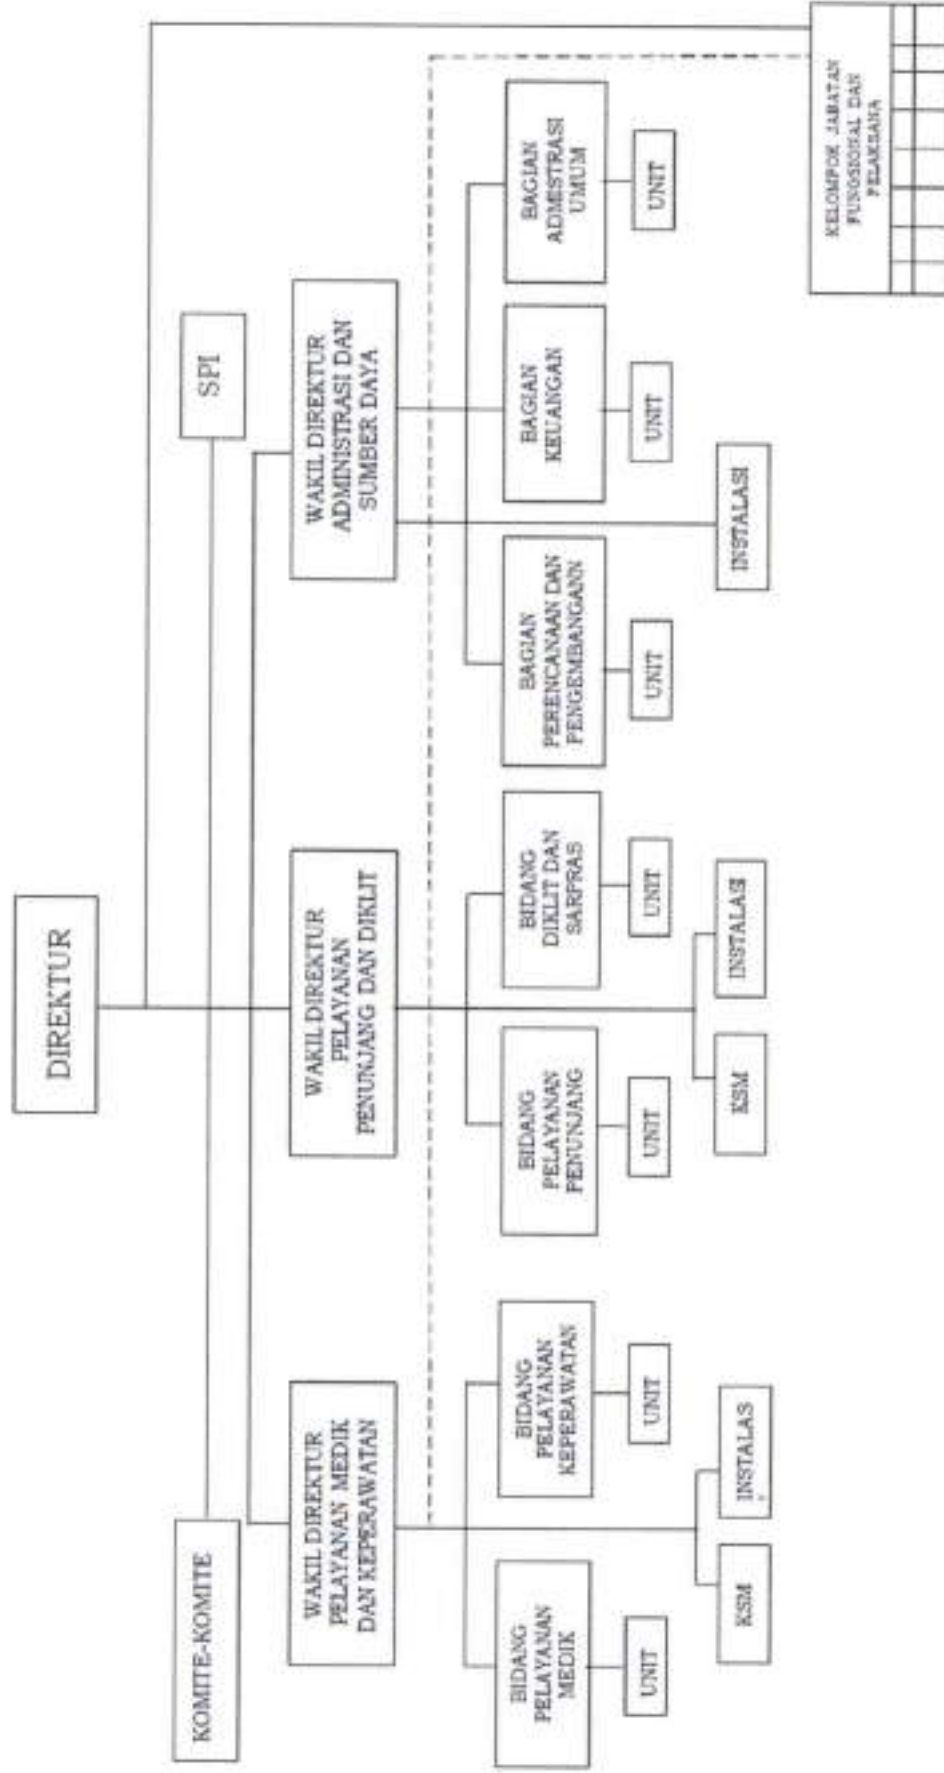 DIREKTUR
KOMITE-KOMITE
SPI
WAKIL DIREKTUR
PELAYANAN MEDIK
DAN KEPERAWATAN
WAKIL DIREKTUR
PELAYANAN
PENUNJANG DAN DIKLIT
WAKIL DIREKTUR
ADMINISTRASI DAN
SUMBER DAYA
BIDANG
PELAYANAN
MEDIK
BIDANG
PELAYANAN
KEPERAWATAN
BIDANG
PELAYANAN
PENUNJANG
BIDANG
DIKLIT DAN
SARPRAS
BAGIAN
PERENCANAAN DAN
PENGEMBANGANN
BAGIAN
KEUANGAN
BAGIAN
ADMISTRASI
UMUM
UNIT
UNIT
UNIT
UNIT
UNIT
UNIT
UNIT
KSM
INSTALAS
KSM
INSTALASI
INSTALASI
KELOMPOK JABATAN
FUNGSIONAL DAN
PELAKSANA